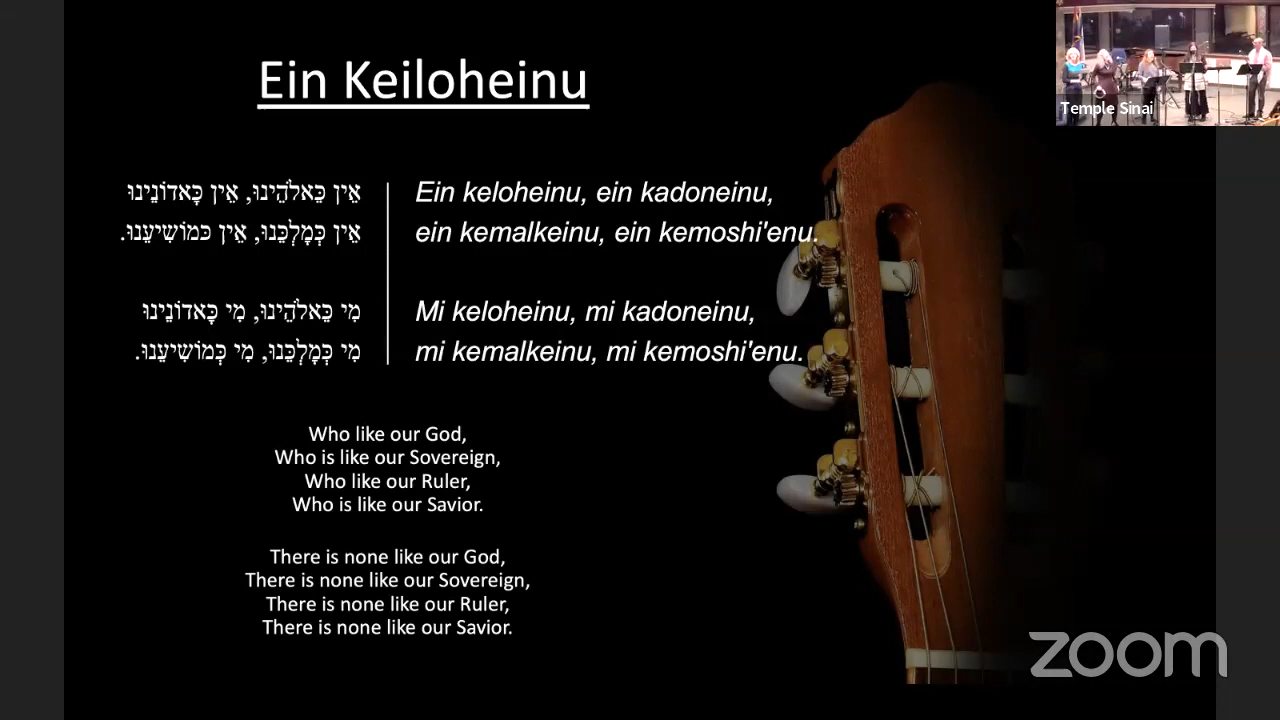 Ein Keiloheinu
אֵין כֵּאלֹהֵינוּ, אֵין כָּאדוֹנֵינוּ
אֵין כְּמָלְכֵּנוּ, אֵין כּמוֹשִיעֵנוּ.
מִי כֵּאלֹהֵינוּ, מִי כָּאדוֹנֵינוּ
מִי כְּמָלְכֵּנוּ, מִי כְּמוֹשִיעֵנוּ.
Ein keloheinu, ein kadoneinu,
ein kemalkeinu, ein kemoshi'enu.
Mi keloheinu, mi kadoneinu,
mi kemalkeinu, mi kemoshi'enu.
Who like our God,
Who is like our Sovereign,
Who like our Ruler,
Who is like our Savior.
There is none like our God,
There is none like our Sovereign,
There is none like our Ruler,
There is none like our Savior.
Temple Sinai
zoom